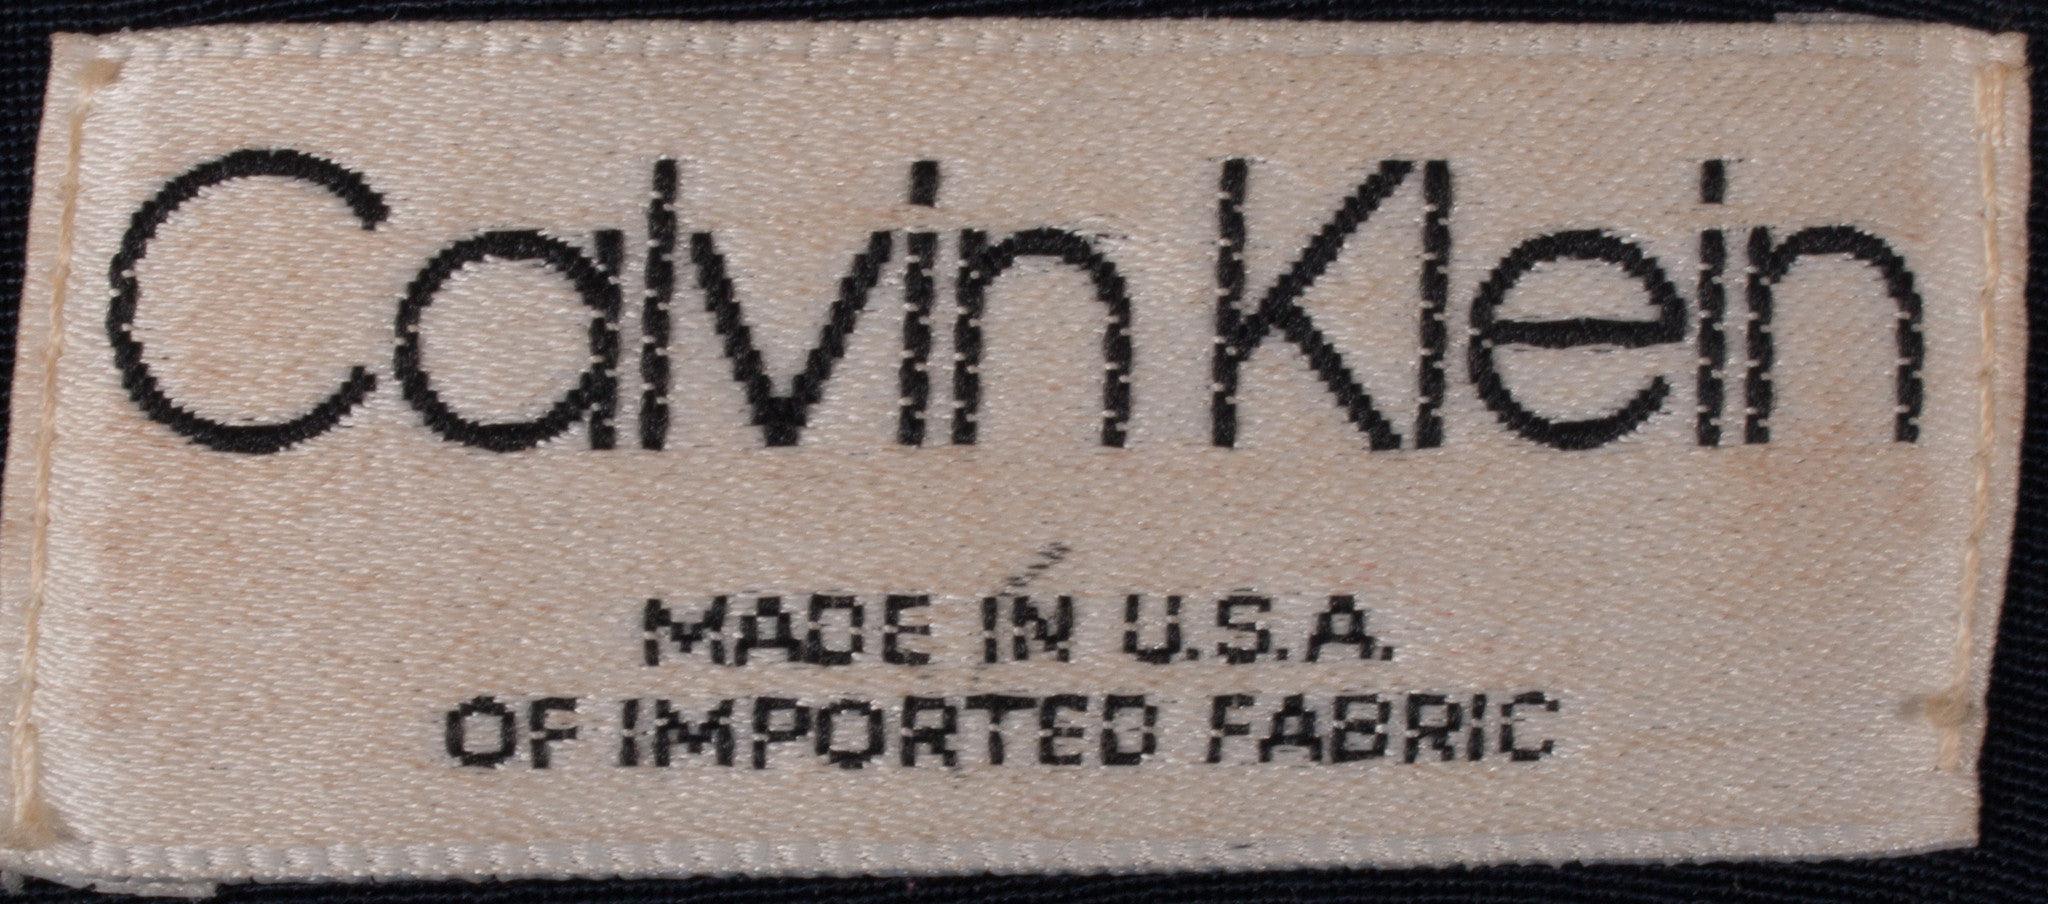 Calvin Klein
MADE IN U.S.A.
OF IMPORTED FABRIC